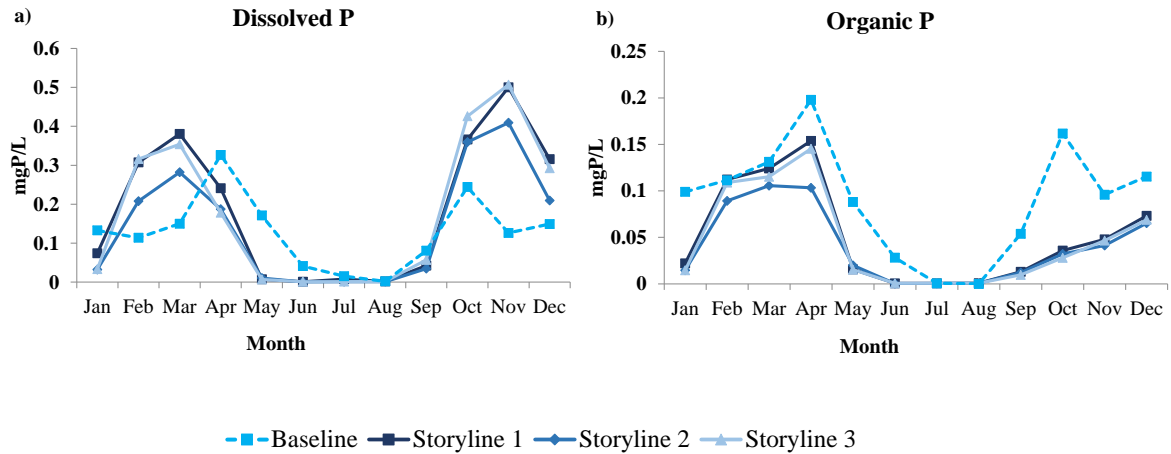 a)
Dissolved P
0.6
0.5
0.4
0.3
0.2
0.1
0
mgP/L
Jan Feb Mar Apr May Jun Jul Aug Sep Oct Nov Dec
Month
b)
Organic P
0.25
0.2
0.15
0.1
0.05
0
mgP/L
Jan Feb Mar Apr May Jun Jul Aug Sep Oct Nov Dec
Month
Baseline Storyline 1 Storyline 2 Storyline 3